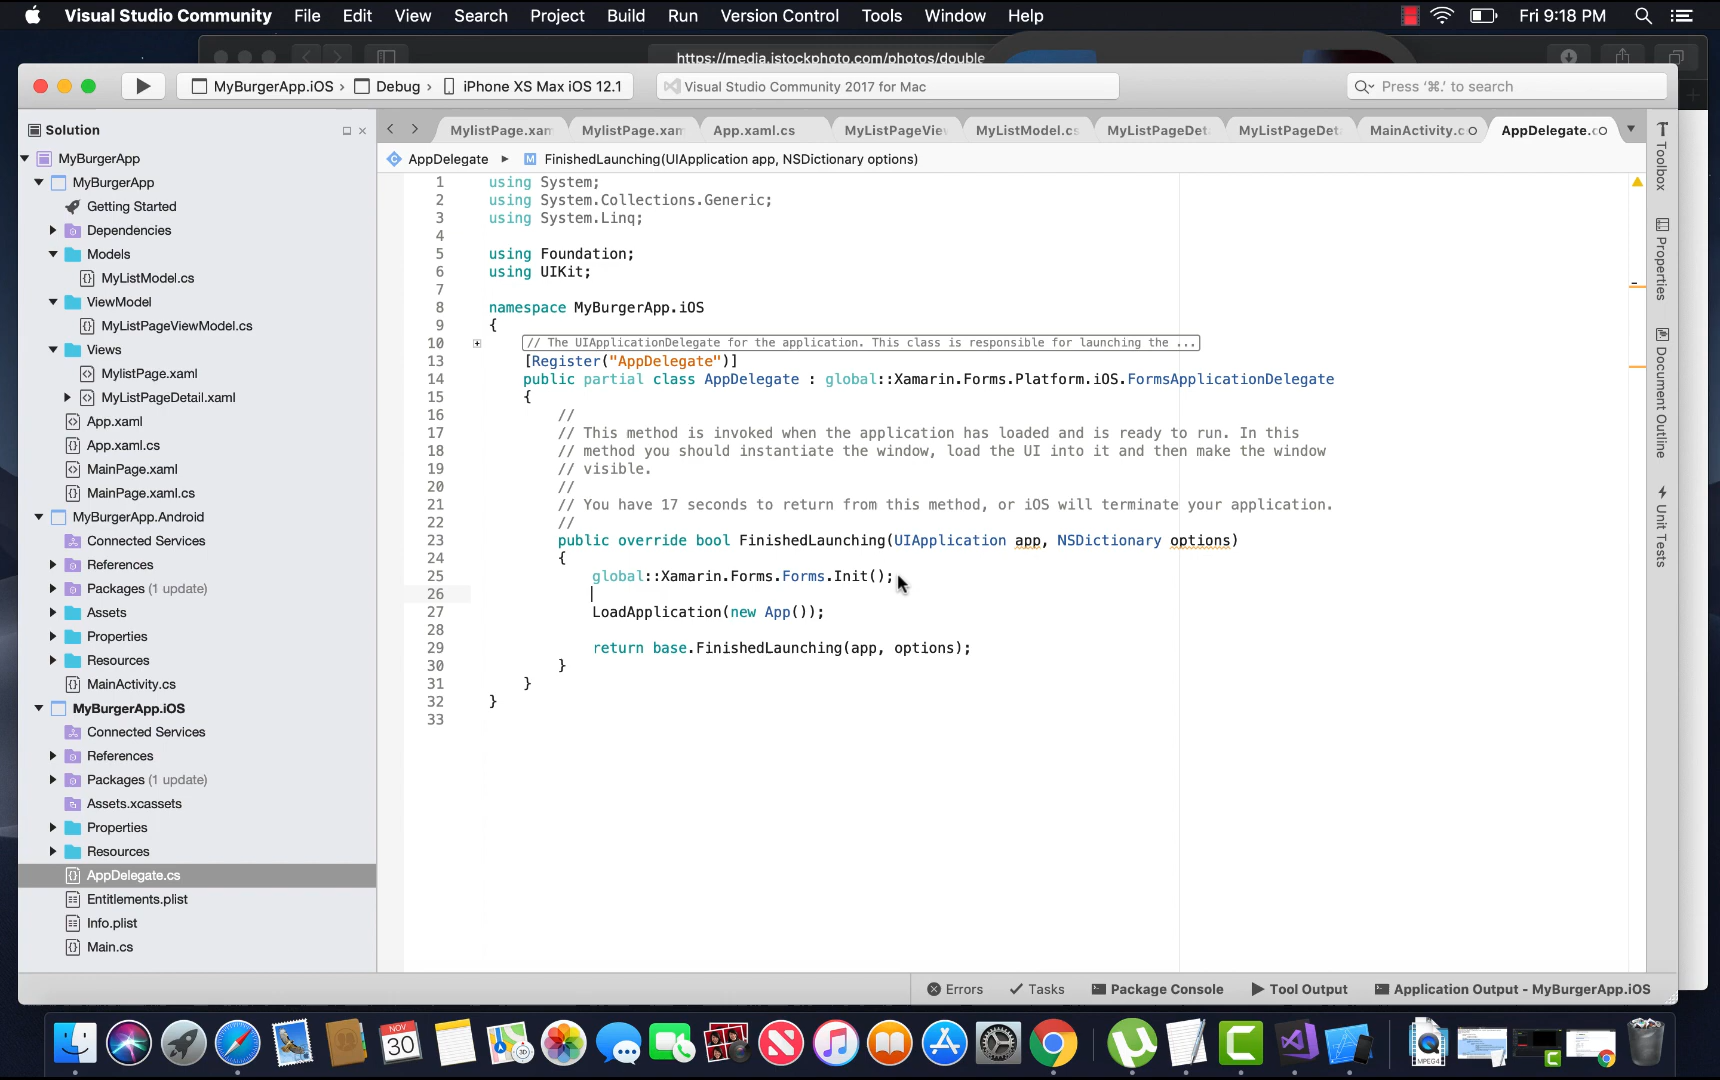 Visual Studio Community File Edit View Search Project Build Run Version Control Tools Window Help Fri 9:18 PM
https://media.istockphoto.com/photos/double
MyBurgerApp.iOS › Debug › iPhone XS Max iOS 12.1 Visual Studio Community 2017 for Mac Press '⌘.' to search
Solution
MylistPage.xam MylistPage.xam App.xaml.cs MyListPageView MyListModel.cs MyListPageDet MyListPageDet MainActivity.c AppDelegate.c
AppDelegate FinishedLaunching(UIApplication app, NSDictionary options)
MyBurgerApp
MyBurgerApp
Getting Started
Dependencies
Models
MyListModel.cs
ViewModel
MyListPageViewModel.cs
Views
MylistPage.xaml
MyListPageDetail.xaml
App.xaml
App.xaml.cs
MainPage.xaml
MainPage.xaml.cs
MyBurgerApp.Android
Connected Services
References
Packages (1 update)
Assets
Properties
Resources
MainActivity.cs
MyBurgerApp.iOS
Connected Services
References
Packages (1 update)
Assets.xcassets
Properties
Resources
AppDelegate.cs
Entitlements.plist
Info.plist
Main.cs
1 using System;
2 using System.Collections.Generic;
3 using System.Linq;
4
5 using Foundation;
6 using UIKit;
7
8 namespace MyBurgerApp.iOS
9 {
10 // The UIApplicationDelegate for the application. This class is responsible for launching the ...
13 [Register("AppDelegate")]
14 public partial class AppDelegate : global::Xamarin.Forms.Platform.iOS.FormsApplicationDelegate
15 {
16 //
17 // This method is invoked when the application has loaded and is ready to run. In this
18 // method you should instantiate the window, load the UI into it and then make the window
19 // visible.
20 //
21 // You have 17 seconds to return from this method, or iOS will terminate your application.
22 //
23 public override bool FinishedLaunching(UIApplication app, NSDictionary options)
24 {
25 global::Xamarin.Forms.Forms.Init();
26
27 LoadApplication(new App());
28
29 return base.FinishedLaunching(app, options);
30 }
31 }
32 }
33
Toolbox
Properties
Document Outline
Unit Tests
Errors Tasks Package Console Tool Output Application Output - MyBurgerApp.iOS
NOV
30
MPEG4